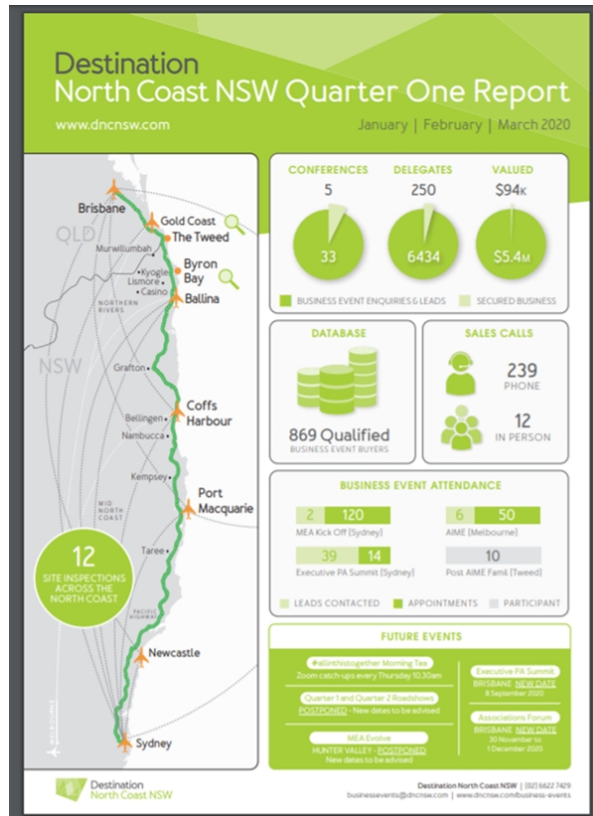 Destination
North Coast NSW Quarter One Report
www.dncnsw.com
January | February | March 2020
Brisbane
QLD
Gold Coast
The Tweed
Murwillumbah
Byron
Bay
Kyogle
Lismore
Casino
Ballina
NORTHERN
RIVERS
NSW
Grafton
Coffs
Harbour
Bellingen
Nambucca
Kempsey
Port
Macquarie
MID
NORTH
COAST
12
SITE INSPECTIONS
ACROSS THE
NORTH COAST
Taree
PACIFIC
HIGHWAY
Newcastle
MELBOURNE
Sydney
CONFERENCES
5
33
DELEGATES
250
6434
VALUED
$94K
$5.4M
BUSINESS EVENT ENQUIRIES & LEADS
SECURED BUSINESS
DATABASE
869 Qualified
BUSINESS EVENT BUYERS
SALES CALLS
239
PHONE
12
IN PERSON
BUSINESS EVENT ATTENDANCE
2 120
MEA Kick Off (Sydney)
6 50
AIME (Melbourne)
39 14
Executive PA Summit (Sydney)
10
Post AIME Famil (Tweed)
LEADS CONTACTED
APPOINTMENTS
PARTICIPANT
FUTURE EVENTS
#allinthistogether Morning Tea
Zoom catch-ups every Thursday 10.30am
Quarter 1 and Quarter 2 Roadshows
POSTPONED - New dates to be advised
MEA Evolve
HUNTER VALLEY - POSTPONED
New dates to be advised
Executive PA Summit
BRISBANE NEW DATE
8 September 2020
Associations Forum
BRISBANE NEW DATE
30 November to
1 December 2020
Destination
North Coast NSW
Destination North Coast NSW | (02) 6622 7429
businessevents@dncnsw.com | www.dncnsw.com/business-events